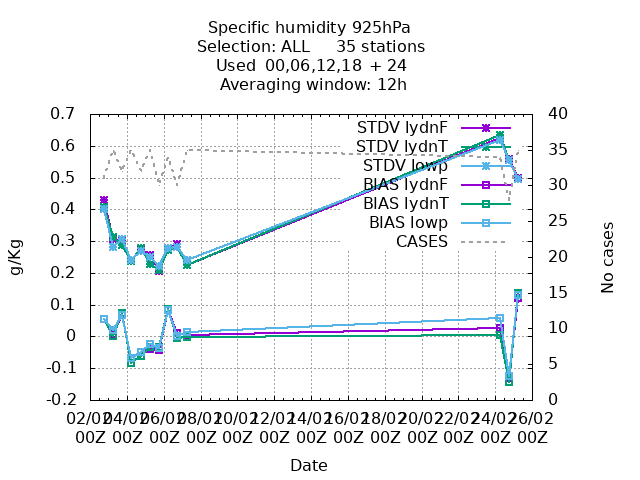 Specific humidity 925hPa
Selection: ALL 35 stations
Used 00,06,12,18 + 24
Averaging window: 12h
0.7
0.6
0.5
0.4
0.3
0.2
0.1
0
-0.1
-0.2
40
35
30
25
20
15
10
5
0
g/Kg
No cases
STDV lydnF
STDV lydnT
STDV lowp
BIAS lydnF
BIAS lydnT
BIAS lowp
CASES
02/02 04/02 06/02 08/02 10/02 12/02 14/02 16/02 18/02 20/02 22/02 24/02 26/02
00Z 00Z 00Z 00Z 00Z 00Z 00Z 00Z 00Z 00Z 00Z 00Z 00Z
Date